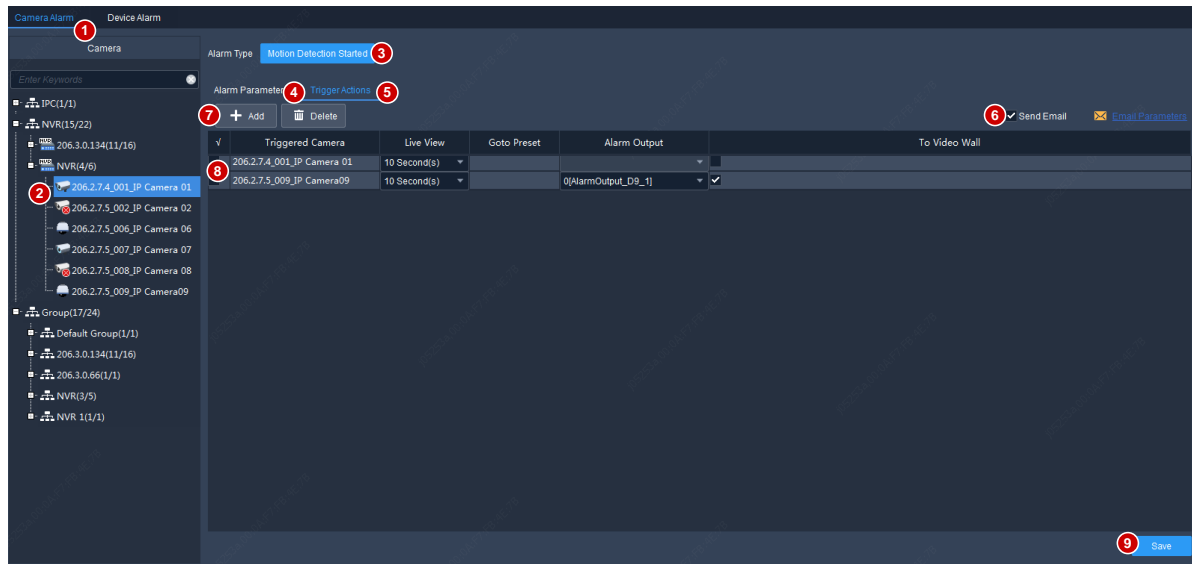 Camera Alarm Device Alarm
1
Camera
Alarm Type Motion Detection Started 3
Enter Keywords
Alarm Parameter 4 Trigger Actions 5
IPC(1/1)
7 Add Delete 6 Send Email Email Parameters
NVR(15/22)
206.3.0.134(11/16)
√ Triggered Camera Live View Goto Preset Alarm Output To Video Wall
NVR(4/6)
206.2.7.4_001_IP Camera 01 10 Second(s)
8
206.2.7.5_009_IP Camera09 10 Second(s) 0[AlarmOutput_D9_1]
2 206.2.7.4_001_IP Camera 01
206.2.7.5_002_IP Camera 02
206.2.7.5_006_IP Camera 06
206.2.7.5_007_IP Camera 07
206.2.7.5_008_IP Camera 08
206.2.7.5_009_IP Camera09
Group(17/24)
Default Group(1/1)
206.3.0.134(11/16)
206.3.0.66(1/1)
NVR(3/5)
NVR 1(1/1)
9 Save